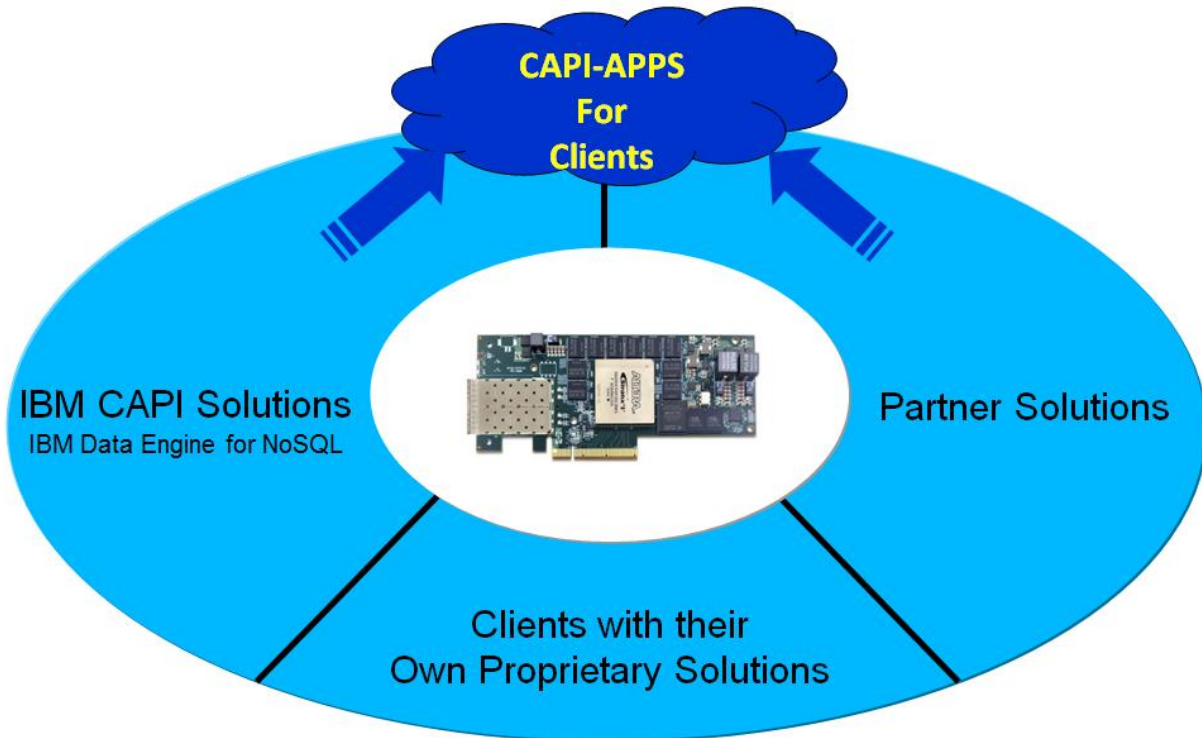 CAPI-APPS
For
Clients
IBM CAPI Solutions
IBM Data Engine for NoSQL
Partner Solutions
Clients with their
Own Proprietary Solutions
ALTERA